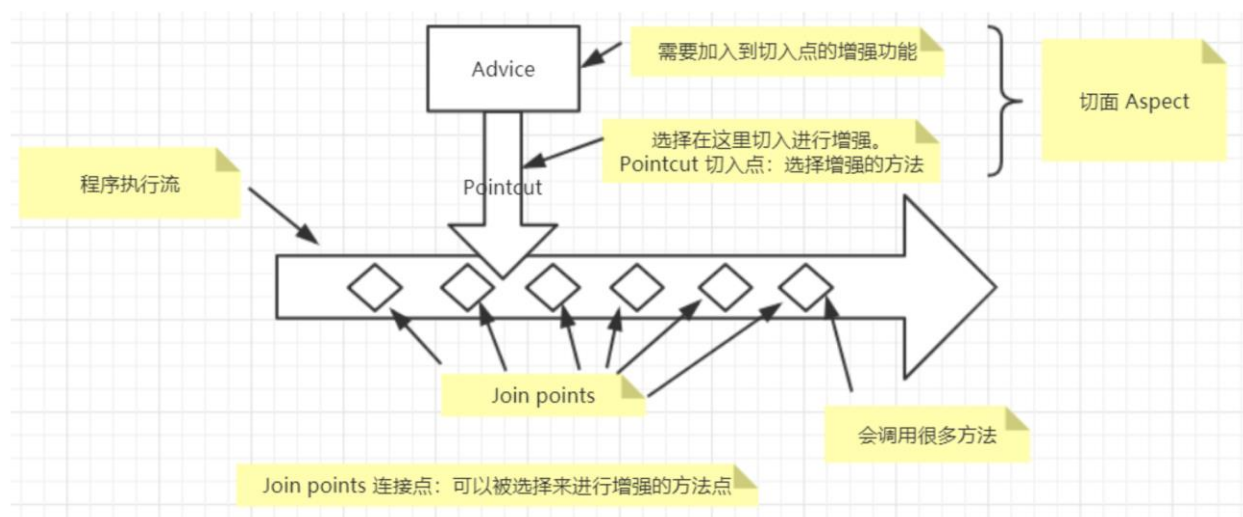 Advice
需要加入到切入点的增强功能
切面 Aspect
选择在这里切入进行增强。
Pointcut 切入点：选择增强的方法
程序执行流
Pointcut
Join points
会调用很多方法
Join points 连接点：可以被选择来进行增强的方法点